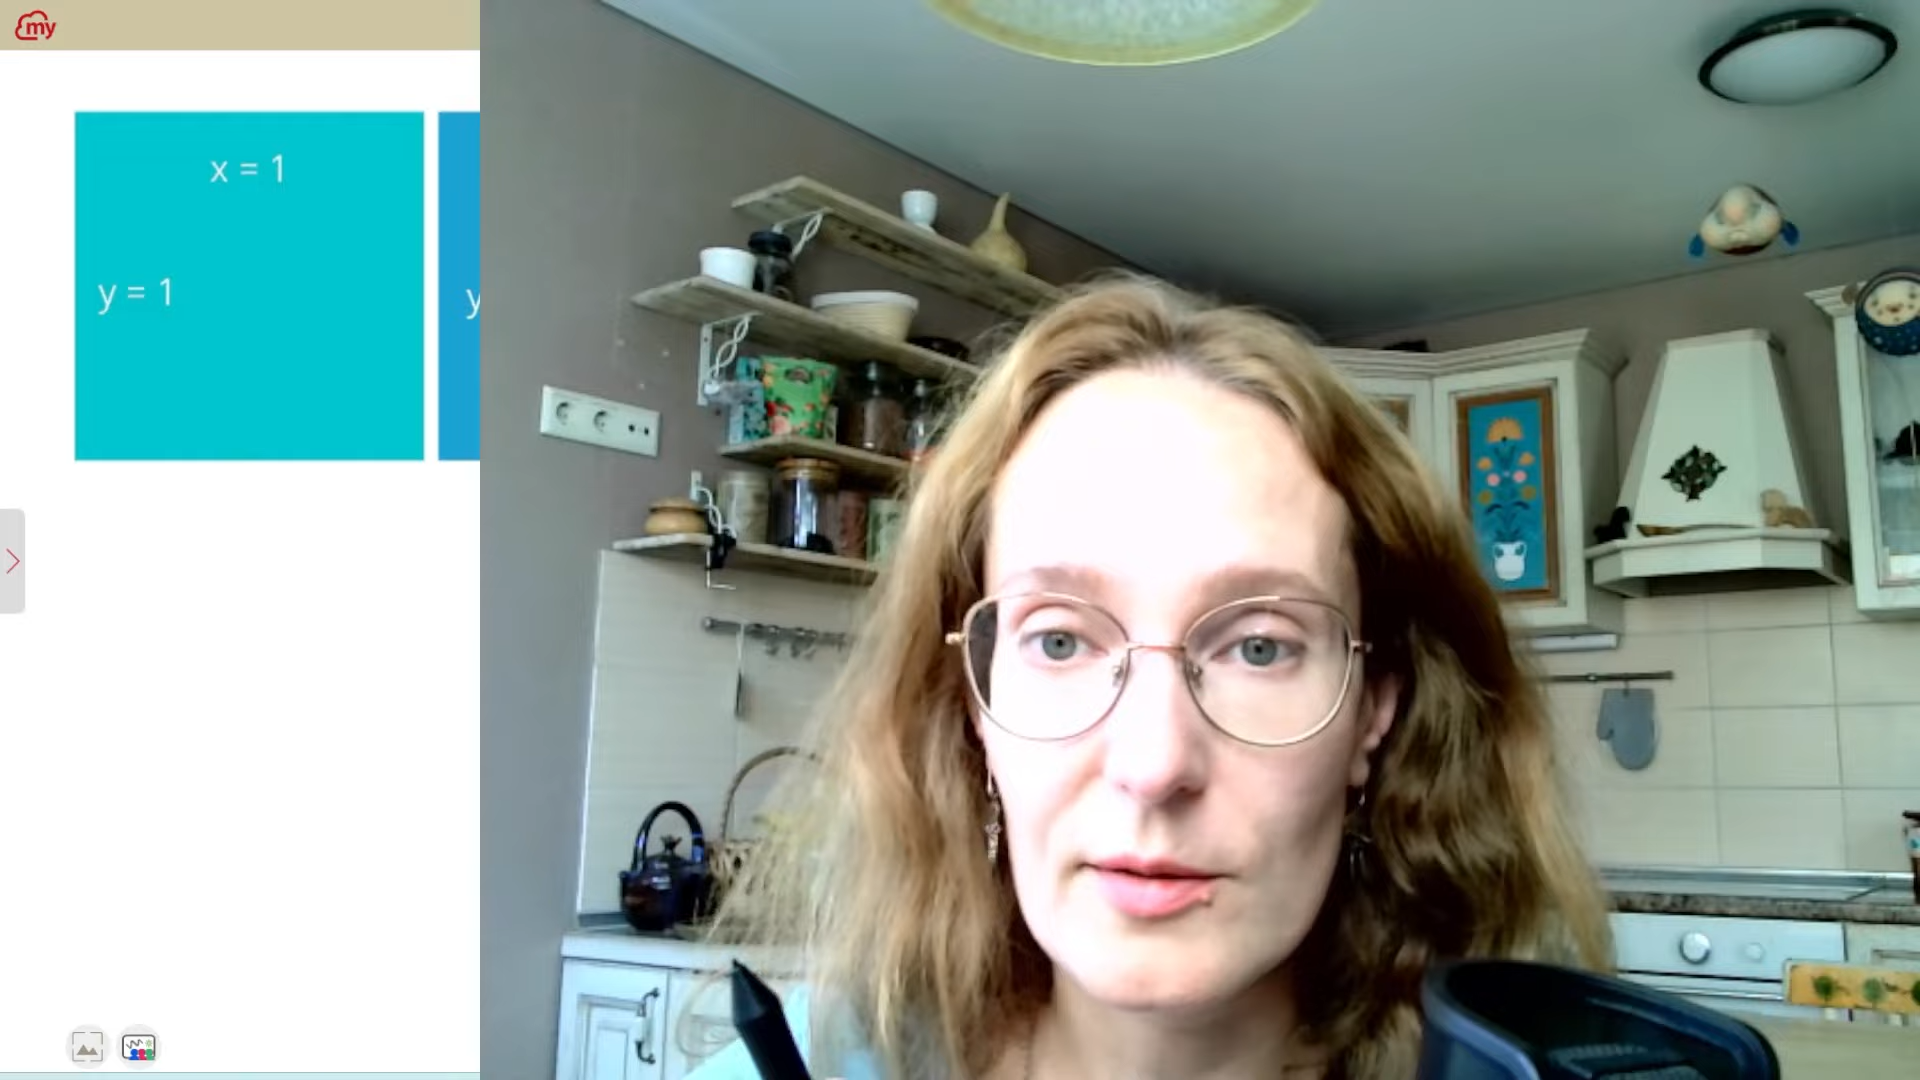 my
x = 1
y = 1
y